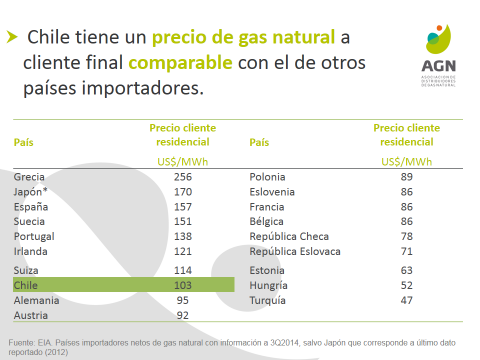 Chile tiene un precio de gas natural a
cliente final comparable con el de otros
países importadores.
AGN
ASOCIACIÓN DE
DISTRIBUIDORES
DE GAS NATURAL
País Precio cliente residencial US$/MWh País Precio cliente residencial US$/MWh
Grecia 256 Polonia 89
Japón* 170 Eslovenia 86
España 157 Francia 86
Suecia 151 Bélgica 86
Portugal 138 República Checa 78
Irlanda 121 República Eslovaca 71
Suiza 114 Estonia 63
Chile 103 Hungría 52
Alemania 95 Turquía 47
Austria 92
Fuente: EIA. Países importadores netos de gas natural con información a 3Q2014, salvo Japón que corresponde a último dato
reportado (2012)